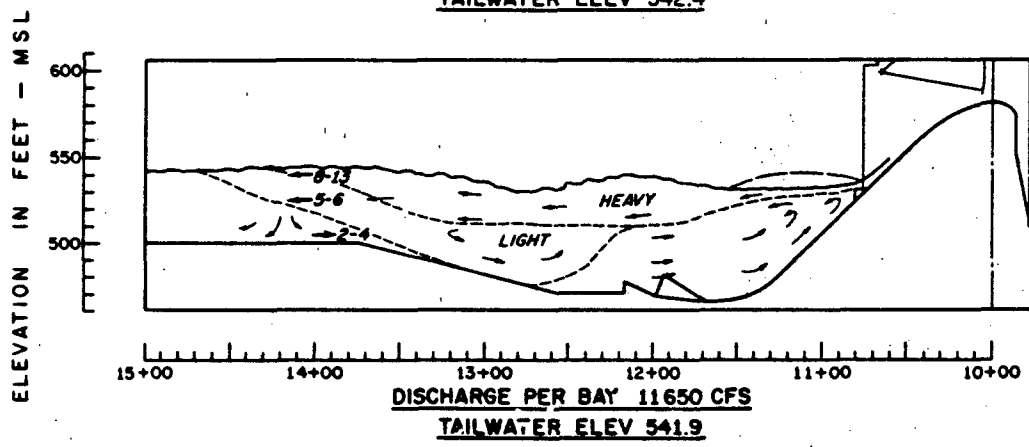 TAILWATER ELEV 542.4
ELEVATION IN FEET — MSL
600
550
500
8-13
5-6
2-4
HEAVY
LIGHT
15+00 14+00 13+00 12+00 11+00 10+00
DISCHARGE PER BAY 11650 CFS
TAILWATER ELEV 541.9